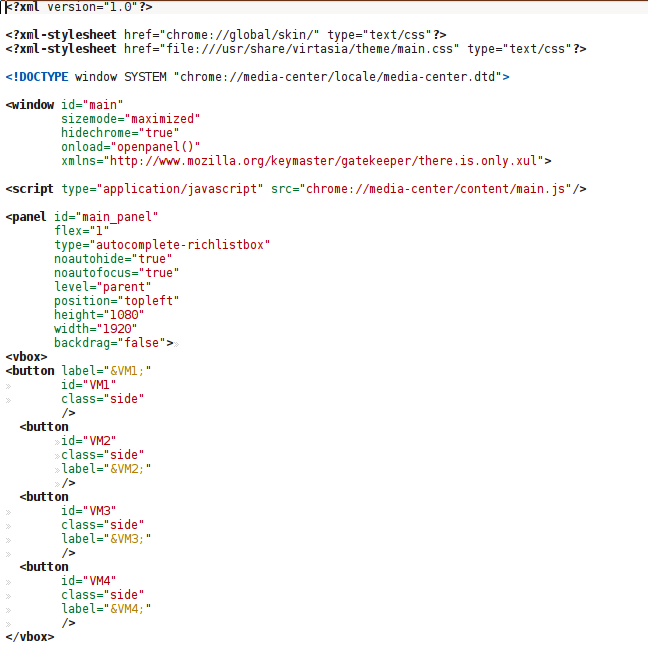 <?xml version="1.0"?>
<?xml-stylesheet href="chrome://global/skin/" type="text/css"?>
<?xml-stylesheet href="file:///usr/share/virtasia/theme/main.css" type="text/css"?>
<!DOCTYPE window SYSTEM "chrome://media-center/locale/media-center.dtd">
<window id="main"
sizemode="maximized"
hidechrome="true"
onload="openpanel()"
xmlns="http://www.mozilla.org/keymaster/gatekeeper/there.is.only.xul">
<script type="application/javascript" src="chrome://media-center/content/main.js"/>
<panel id="main_panel"
flex="1"
type="autocomplete-richlistbox"
noautohide="true"
noautofocus="true"
level="parent"
position="topleft"
height="1080"
width="1920"
backdrag="false">
<vbox>
<button label="&VM1;"
id="VM1"
class="side"
/>
<button
id="VM2"
class="side"
label="&VM2;"
/>
<button
id="VM3"
class="side"
label="&VM3;"
/>
<button
id="VM4"
class="side"
label="&VM4;"
/>
</vbox>